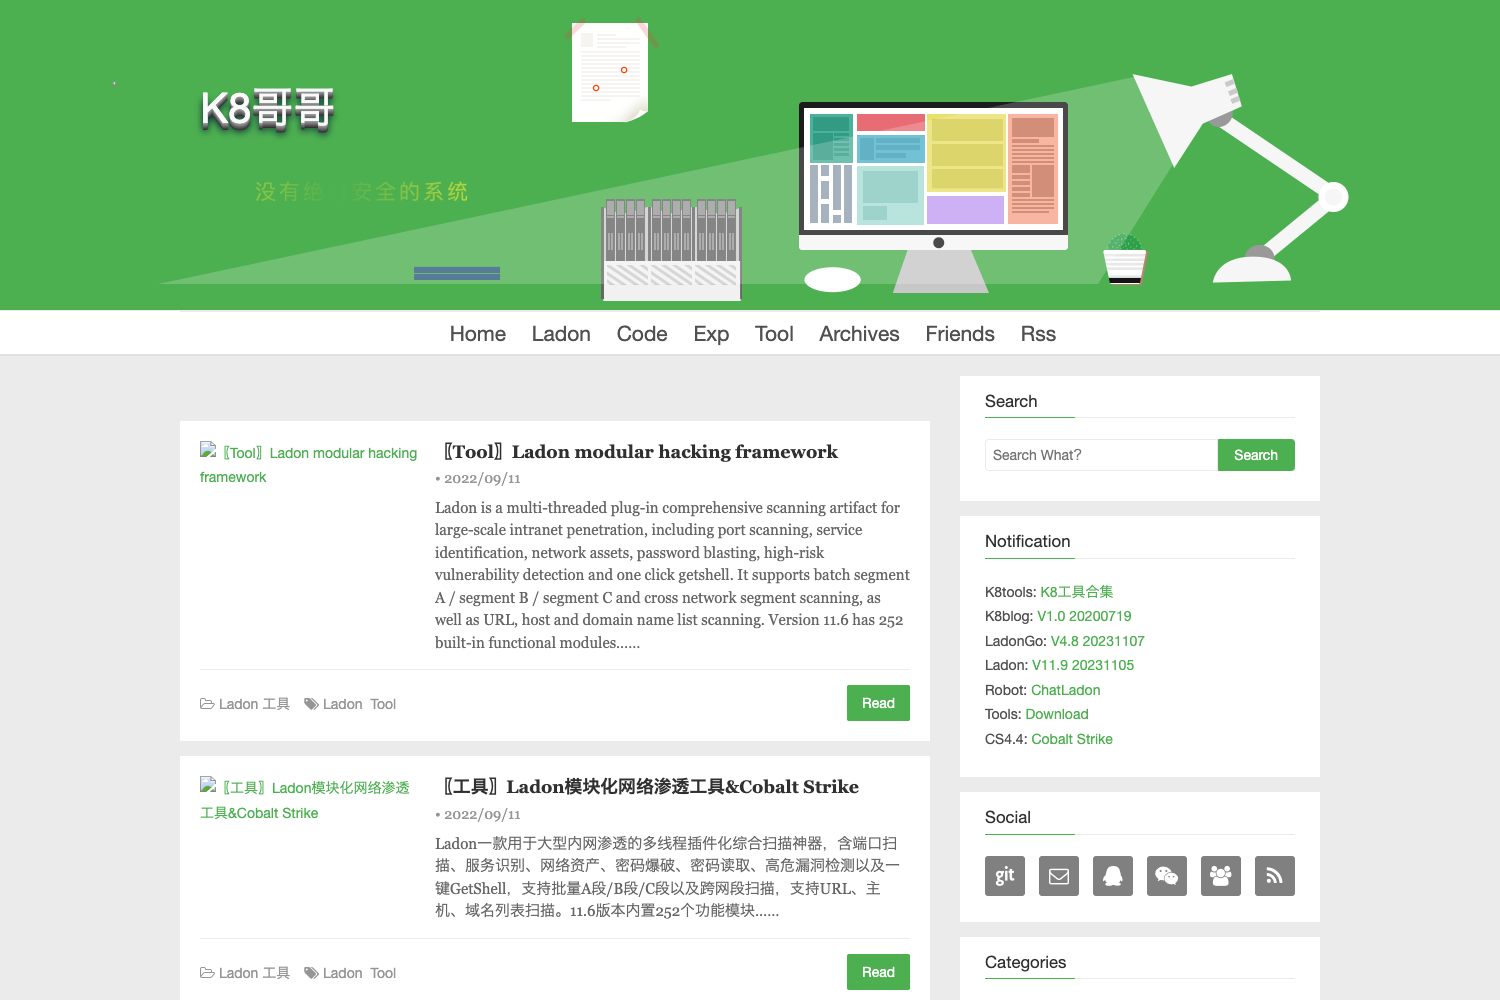 K8哥哥
没有绝对安全的系统
Home Ladon Code Exp Tool Archives Friends Rss
〖Tool〗Ladon modular hacking
framework
〖Tool〗Ladon modular hacking framework
• 2022/09/11
Ladon is a multi-threaded plug-in comprehensive scanning artifact for
large-scale intranet penetration, including port scanning, service
identification, network assets, password blasting, high-risk
vulnerability detection and one click getshell. It supports batch segment
A / segment B / segment C and cross network segment scanning, as
well as URL, host and domain name list scanning. Version 11.6 has 252
built-in functional modules......
Ladon 工具 Ladon Tool
Read
〖工具〗Ladon模块化网络渗透
工具&Cobalt Strike
〖工具〗Ladon模块化网络渗透工具&Cobalt Strike
• 2022/09/11
Ladon一款用于大型内网渗透的多线程插件化综合扫描神器，含端口扫
描、服务识别、网络资产、密码爆破、密码读取、高危漏洞检测以及一
键GetShell，支持批量A段/B段/C段以及跨网段扫描，支持URL、主
机、域名列表扫描。11.6版本内置252个功能模块......
Ladon 工具 Ladon Tool
Read
Search
Search What?
Search
Notification
K8tools: K8工具合集
K8blog: V1.0 20200719
LadonGo: V4.8 20231107
Ladon: V11.9 20231105
Robot: ChatLadon
Tools: Download
CS4.4: Cobalt Strike
Social
git
Categories